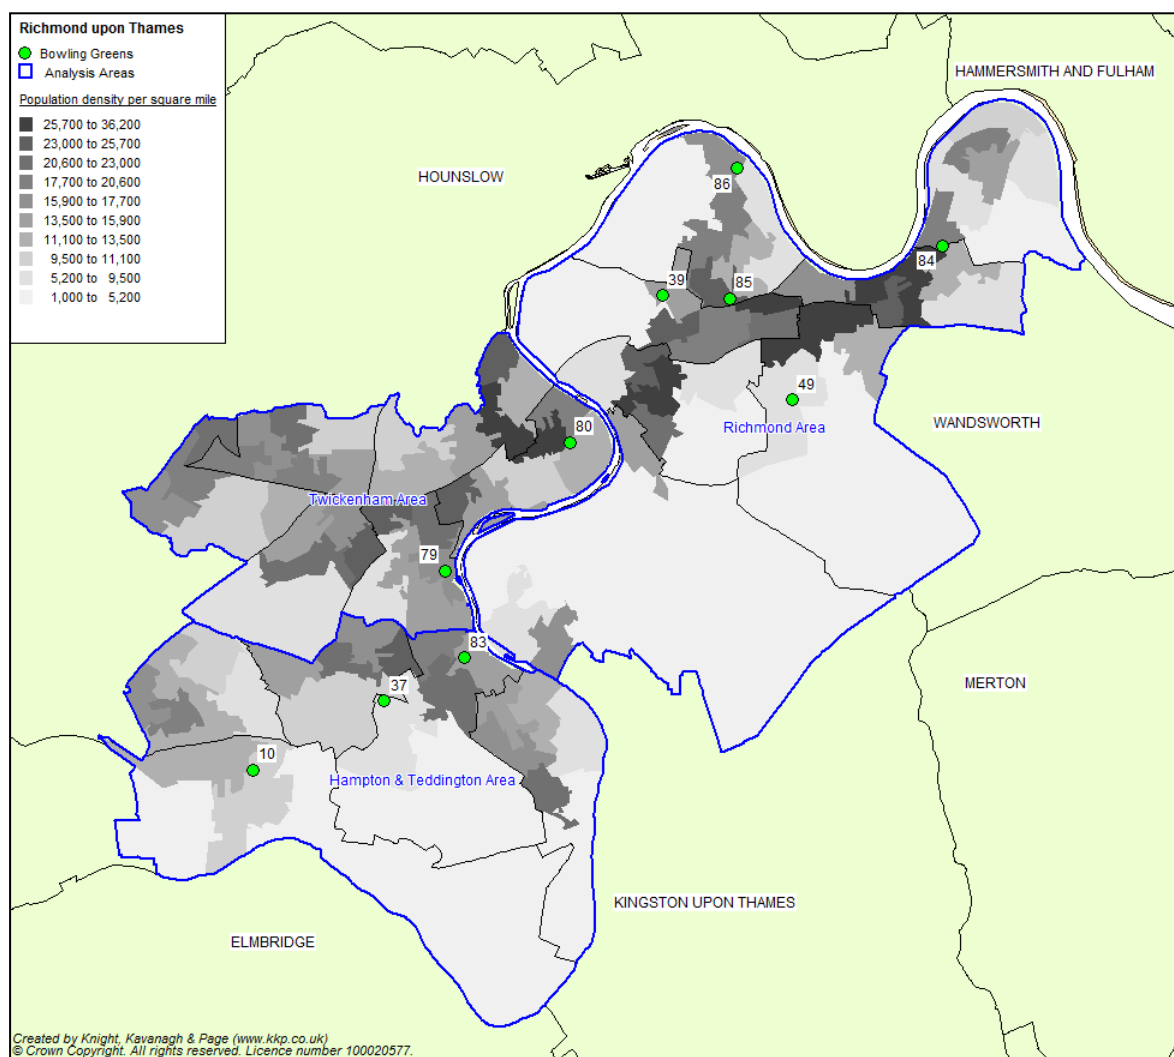 Richmond upon Thames
Bowling Greens
Analysis Areas
Population density per square mile
25,700 to 36,200
23,000 to 25,700
20,600 to 23,000
17,700 to 20,600
15,900 to 17,700
13,500 to 15,900
11,100 to 13,500
9,500 to 11,100
5,200 to 9,500
1,000 to 5,200
HAMMERSMITH AND FULHAM
HOUNSLOW
86
84
39
85
49
WANDSWORTH
Richmond Area
80
Twickenham Area
79
83
MERTON
37
10
Hampton & Teddington Area
KINGSTON UPON THAMES
ELMBRIDGE
Created by Knight, Kavanagh & Page (www.kkp.co.uk)
© Crown Copyright. All rights reserved. Licence number 100020577.